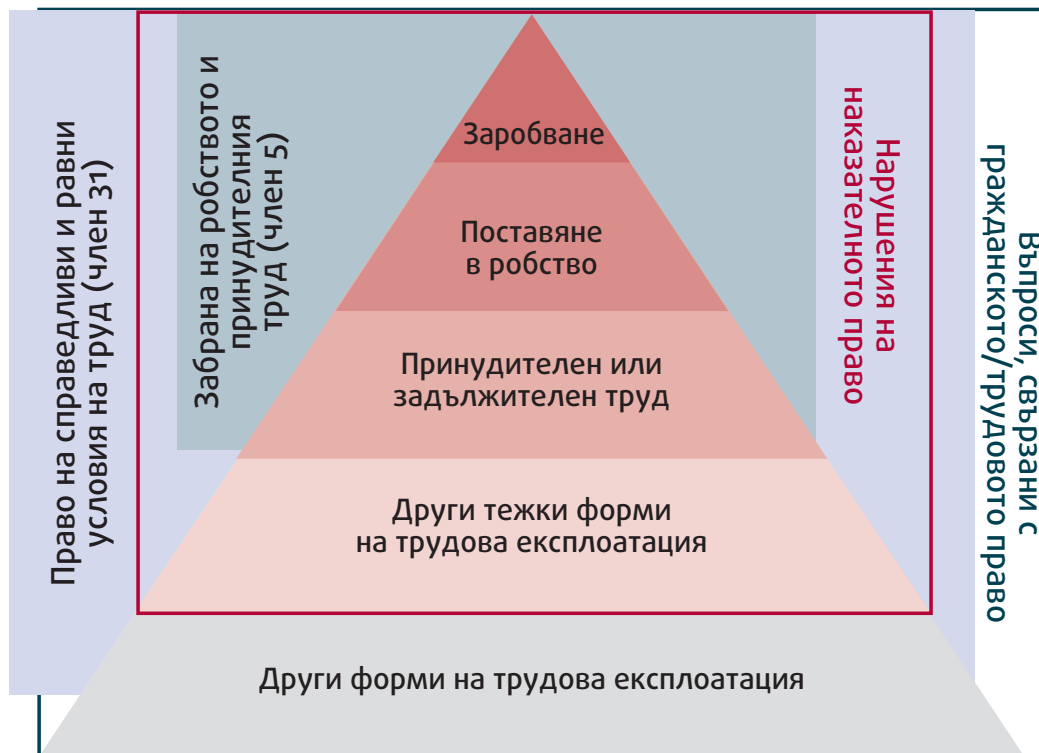 Право на справедливи и равни
условия на труд (член 31)
Забрана на робството и
принудителния
труд (член 5)
Заробване
Поставяне
в робство
Принудителен или
задължителен труд
Други тежки форми
на трудова експлоатация
Други форми на трудова експлоатация
Нарушения на
наказателното право
Въпроси, свързани с
гражданското/трудовото право